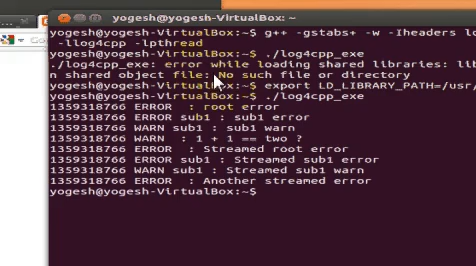 yogesh@yogesh-VirtualBox: ~
yogesh@yogesh-VirtualBox:~$ g++ -gstabs+ -w -Iheaders
-llog4cpp -lpthread
yogesh@yogesh-VirtualBox:~$ ./log4cpp_exe
./log4cpp_exe: error while loading shared libraries:
n shared object file: No such file or directory
yogesh@yogesh-VirtualBox:~$ export LD_LIBRARY_PATH=/usr/
yogesh@yogesh-VirtualBox:~$ ./log4cpp_exe
1359318766 ERROR  : root error
1359318766 ERROR sub1 : sub1 error
1359318766 WARN sub1 : sub1 warn
1359318766 WARN  : 1 + 1 == two ?
1359318766 ERROR  : Streamed root error
1359318766 ERROR sub1 : Streamed sub1 error
1359318766 WARN sub1 : Streamed sub1 warn
1359318766 ERROR  : Another streamed error
yogesh@yogesh-VirtualBox:~$